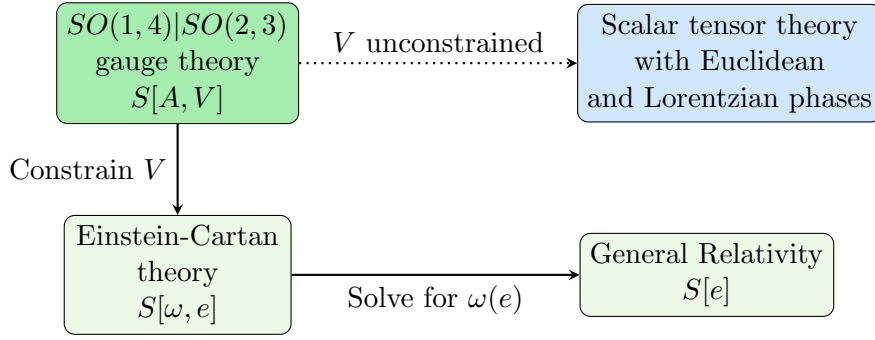 SO(1,4)|SO(2,3)
gauge theory
S[A, V]
V unconstrained
Scalar tensor theory
with Euclidean
and Lorentzian phases
Constrain V
Einstein-Cartan
theory
S[ω, e]
Solve for ω(e)
General Relativity
S[e]